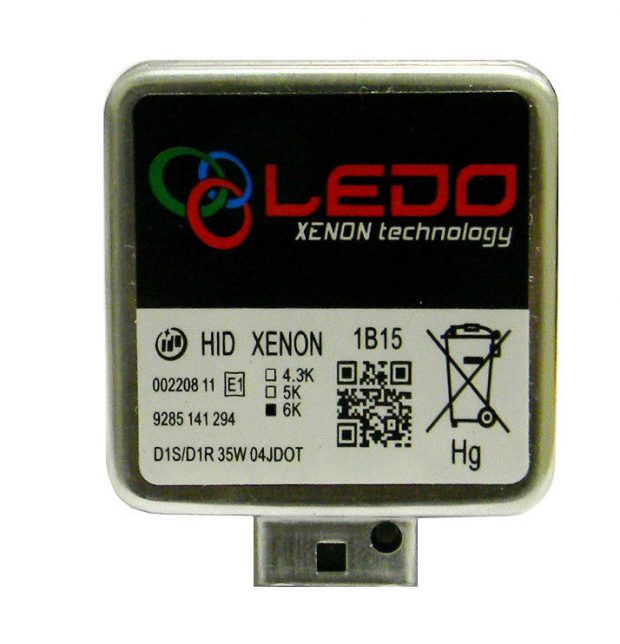 LEDO
XENON technology
HID XENON 1B15
002208 11 E1
4.3K
5K
6K
9285 141 294
D1S/D1R 35W 04JDOT
Hg